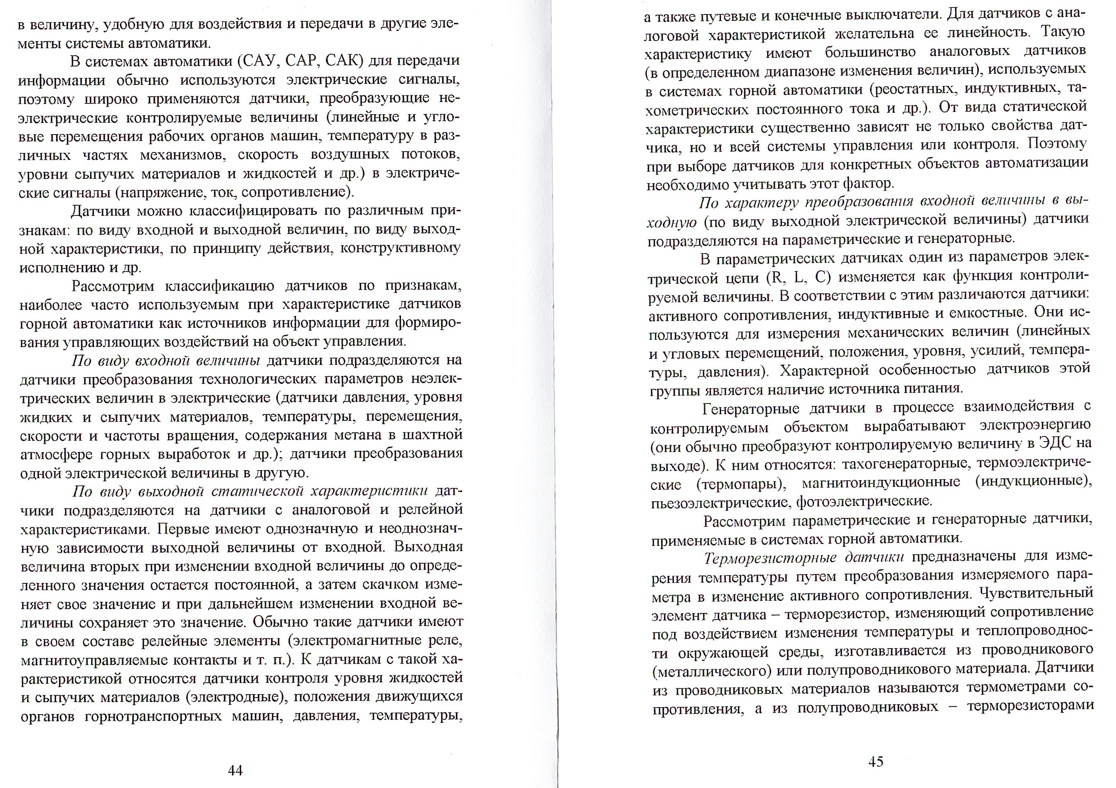 в величину, удобную для воздействия и передачи в другие эле-
менты системы автоматики.
В системах автоматики (САУ, САР, САК) для передачи
информации обычно используются электрические сигналы,
поэтому широко применяются датчики, преобразующие не-
электрические контролируемые величины (линейные и угло-
вые перемещения рабочих органов машин, температуру в раз-
личных частях механизмов, скорость воздушных потоков,
уровни сыпучих материалов и жидкостей и др.) в электриче-
ские сигналы (напряжение, ток, сопротивление).
Датчики можно классифицировать по различным при-
знакам: по виду входной и выходной величин, по виду выход-
ной характеристики, по принципу действия, конструктивному
исполнению и др.
Рассмотрим классификацию датчиков по признакам,
наиболее часто используемым при характеристике датчиков
горной автоматики как источников информации для формиро-
вания управляющих воздействий на объект управления.
По виду входной величины датчики подразделяются на
датчики преобразования технологических параметров неэлек-
трических величин в электрические (датчики давления, уровня
жидких и сыпучих материалов, температуры, перемещения,
скорости и частоты вращения, содержания метана в шахтной
атмосфере горных выработок и др.); датчики преобразования
одной электрической величины в другую.
По виду выходной статической характеристики дат-
чики подразделяются на датчики с аналоговой и релейной
характеристиками. Первые имеют однозначную и неоднознач-
ную зависимости выходной величины от входной. Выходная
величина вторых при изменении входной величины до опреде-
ленного значения остается постоянной, а затем скачком изме-
няет свое значение и при дальнейшем изменении входной ве-
личины сохраняет это значение. Обычно такие датчики имеют
в своем составе релейные элементы (электромагнитные реле,
магнитоуправляемые контакты и т. п.). К датчикам с такой ха-
рактеристикой относятся датчики контроля уровня жидкостей
и сыпучих материалов (электродные), положения движущихся
органов горнотранспортных машин, давления, температуры,
44
а также путевые и конечные выключатели. Для датчиков с ана-
логовой характеристикой желательна ее линейность. Такую
характеристику имеют большинство аналоговых датчиков
(в определенном диапазоне изменения величин), используемых
в системах горной автоматики (реостатных, индуктивных, та-
хометрических постоянного тока и др.). От вида статической
характеристики существенно зависят не только свойства дат-
чика, но и всей системы управления или контроля. Поэтому
при выборе датчиков для конкретных объектов автоматизации
необходимо учитывать этот фактор.
По характеру преобразования входной величины в вы-
ходную (по виду выходной электрической величины) датчики
подразделяются на параметрические и генераторные.
В параметрических датчиках один из параметров элек-
трической цепи (R, L, C) изменяется как функция контроли-
руемой величины. В соответствии с этим различаются датчики:
активного сопротивления, индуктивные и емкостные. Они ис-
пользуются для измерения механических величин (линейных
и угловых перемещений, положения, уровня, усилий, темпера-
туры, давления). Характерной особенностью датчиков этой
группы является наличие источника питания.
Генераторные датчики в процессе взаимодействия с
контролируемым объектом вырабатывают электроэнергию
(они обычно преобразуют контролируемую величину в ЭДС на
выходе). К ним относятся: тахогенераторные, термоэлектриче-
ские (термопары), магнитоиндукционные (индукционные),
пьезоэлектрические, фотоэлектрические.
Рассмотрим параметрические и генераторные датчики,
применяемые в системах горной автоматики.
Терморезисторные датчики предназначены для изме-
рения температуры путем преобразования измеряемого пара-
метра в изменение активного сопротивления. Чувствительный
элемент датчика – терморезистор, изменяющий сопротивление
под воздействием изменения температуры и теплопроводнос-
ти окружающей среды, изготавливается из проводникового
(металлического) или полупроводникового материала. Датчики
из проводниковых материалов называются термометрами со-
противления, а из полупроводниковых – терморезисторами
45